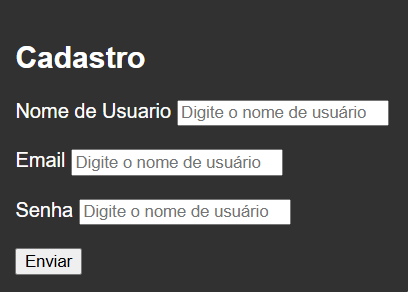 Cadastro
Nome de Usuario Digite o nome de usuário
Email Digite o nome de usuário
Senha Digite o nome de usuário
Enviar